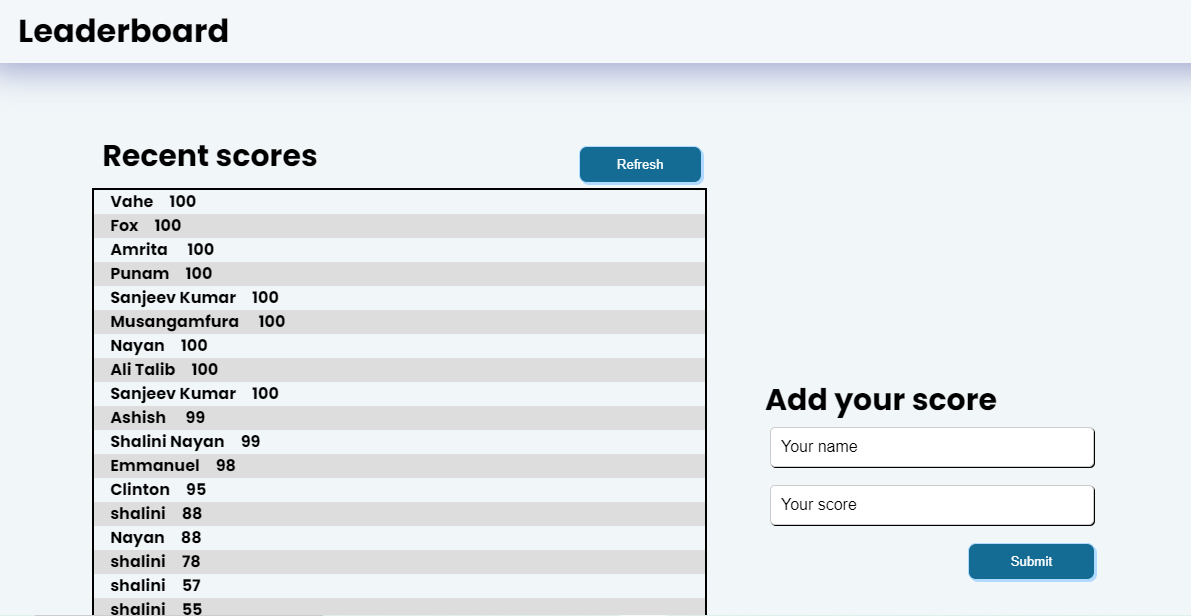 Leaderboard
Recent scores
Refresh
Vahe 100
Fox 100
Amrita 100
Punam 100
Sanjeev Kumar 100
Musangamfura 100
Nayan 100
Ali Talib 100
Sanjeev Kumar 100
Ashish 99
Shalini Nayan 99
Emmanuel 98
Clinton 95
shalini 88
Nayan 88
shalini 78
shalini 57
shalini 55
Add your score
Your name
Your score
Submit